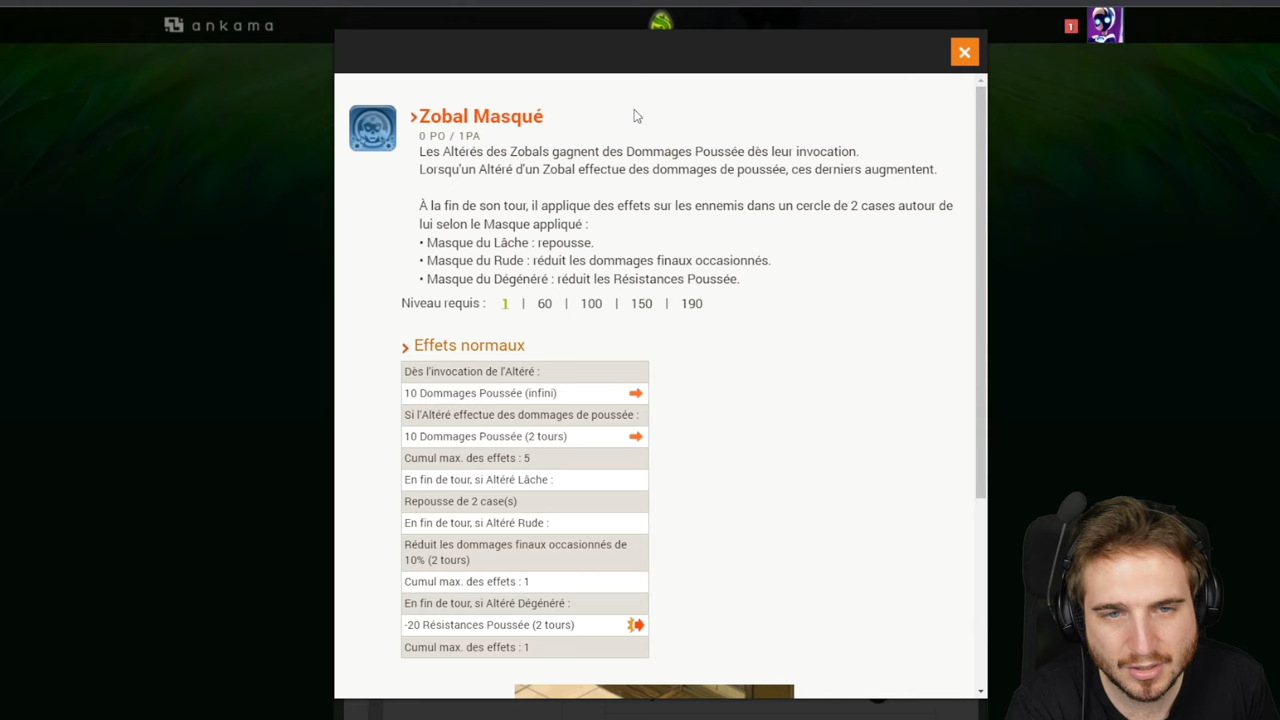 ankama
1
Zobal Masqué
0 PO / 1PA
Les Altérés des Zobals gagnent des Dommages Poussée dès leur invocation.
Lorsqu'un Altéré d'un Zobal effectue des dommages de poussée, ces derniers augmentent.
À la fin de son tour, il applique des effets sur les ennemis dans un cercle de 2 cases autour de
lui selon le Masque appliqué :
• Masque du Lâche : repousse.
• Masque du Rude : réduit les dommages finaux occasionnés.
• Masque du Dégénéré : réduit les Résistances Poussée.
Niveau requis : 1 | 60 | 100 | 150 | 190
Effets normaux
Dès l'invocation de l'Altéré :
10 Dommages Poussée (infini)
Si l'Altéré effectue des dommages de poussée :
10 Dommages Poussée (2 tours)
Cumul max. des effets : 5
En fin de tour, si Altéré Lâche :
Repousse de 2 case(s)
En fin de tour, si Altéré Rude :
Réduit les dommages finaux occasionnés de
10% (2 tours)
Cumul max. des effets : 1
En fin de tour, si Altéré Dégénéré :
-20 Résistances Poussée (2 tours)
Cumul max. des effets : 1